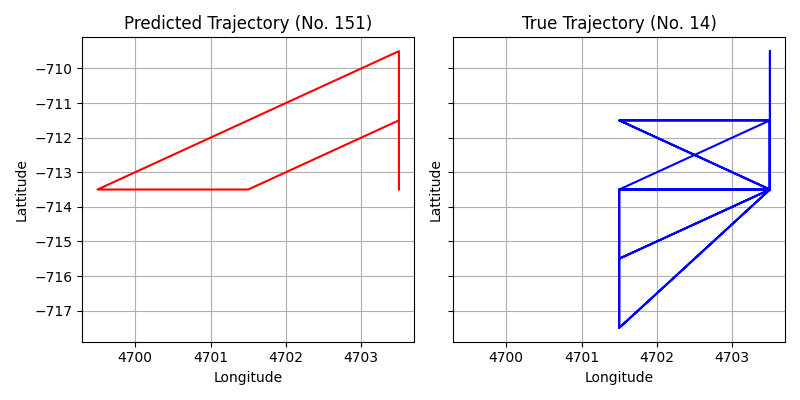 Predicted Trajectory (No. 151)
True Trajectory (No. 14)
−710
−711
−712
−713
−714
−715
−716
−717
Lattitude
Lattitude
4700
4701
4702
4703
4700
4701
4702
4703
Longitude
Longitude